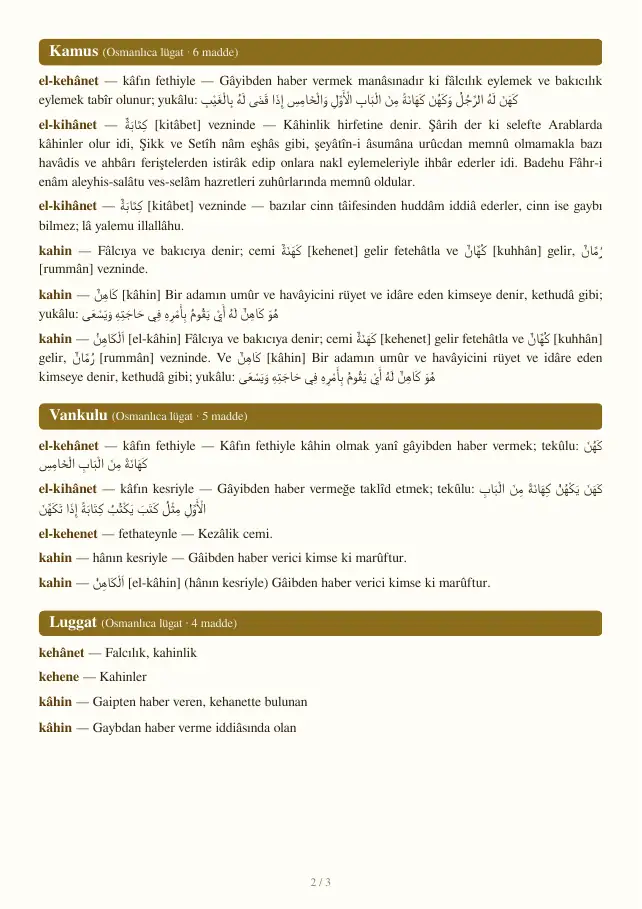 Kamus (Osmanlıca lügat · 6 madde)
el-kehânet — kâfın fethiyle — Gâyibden haber vermek manâsınadır ki fâlcılık eylemek ve bakıcılık
eylemek tabîr olunur; yukâlu: كَهَنَ لَهُ الرَّجُلُ وَكَهُنَ كَهَانَةً مِنَ الْبَابِ الْأَوَّلِ وَالْخَامِسِ إِذَا قَضَى لَهُ بِالْغَيْبِ
el-kihânet — كِتَابَةٌ [kitâbet] vezninde — Kâhinlik hirfetine denir. Şârih der ki selefte Arablarda
kâhinler olur idi, Şikk ve Setîh nâm eşhâs gibi, şeyâtîn-i âsumâna urûcdan memnû olmamakla bazı
havâdis ve ahbârı feriştelerden istirâk edip onlara nakl eylemeleriyle ihbâr ederler idi. Badehu Fâhr-i
enâm aleyhis-salâtu ves-selâm hazretleri zuhûrlarında memnû oldular.
el-kihânet — كِتَابَةٌ [kitâbet] vezninde — bazılar cinn tâifesinden huddâm iddiâ ederler, cinn ise gaybı
bilmez; lâ yalemu illallâhu.
kahin — Fâlcıya ve bakıcıya denir; cemi كَهَنَةٌ [kehenet] gelir fetehâtla ve كُهَّانٌ [kuhhân] gelir, رُمَّانٌ
[rummân] vezninde.
kahin — كَاهِنٌ [kâhin] Bir adamın umûr ve havâyicini rüyet ve idâre eden kimseye denir, kethudâ gibi;
yukâlu: هُوَ كَاهِنٌ لَهُ أَيْ يَقُومُ بِأَمْرِهِ فِي حَاجَتِهِ وَيَسْعَى
kahin — اَلْكَاهِنُ [el-kâhin] Fâlcıya ve bakıcıya denir; cemi كَهَنَةٌ [kehenet] gelir fetehâtla ve كُهَّانٌ [kuhhân]
gelir, رُمَّانٌ [rummân] vezninde. Ve كَاهِنٌ [kâhin] Bir adamın umûr ve havâyicini rüyet ve idâre eden
kimseye denir, kethudâ gibi; yukâlu: هُوَ كَاهِنٌ لَهُ أَيْ يَقُومُ بِأَمْرِهِ فِي حَاجَتِهِ وَيَسْعَى
Vankulu (Osmanlıca lügat · 5 madde)
el-kehânet — kâfın fethiyle — Kâfın fethiyle kâhin olmak yanî gâyibden haber vermek; tekûlu: كَهُنَ
كَهَانَةً مِنَ الْبَابِ الْخَامِسِ
el-kihânet — kâfın kesriyle — Gâyibden haber vermeğe taklîd etmek; tekûlu: كَهَنَ يَكْهُنُ كِهَانَةً مِنَ الْبَابِ
الْأَوَّلِ مِثْلُ كَتَبَ يَكْتُبُ كِتَابَةً إِذَا تَكَهَّنَ
el-kehenet — fethateynle — Kezâlik cemi.
kahin — hânın kesriyle — Gâibden haber verici kimse ki marûftur.
kahin — اَلْكَاهِنُ [el-kâhin] (hânın kesriyle) Gâibden haber verici kimse ki marûftur.
Luggat (Osmanlıca lügat · 4 madde)
kehânet — Falcılık, kahinlik
kehene — Kahinler
kâhin — Gaipten haber veren, kehanette bulunan
kâhin — Gaybdan haber verme iddiâsında olan
2 / 3